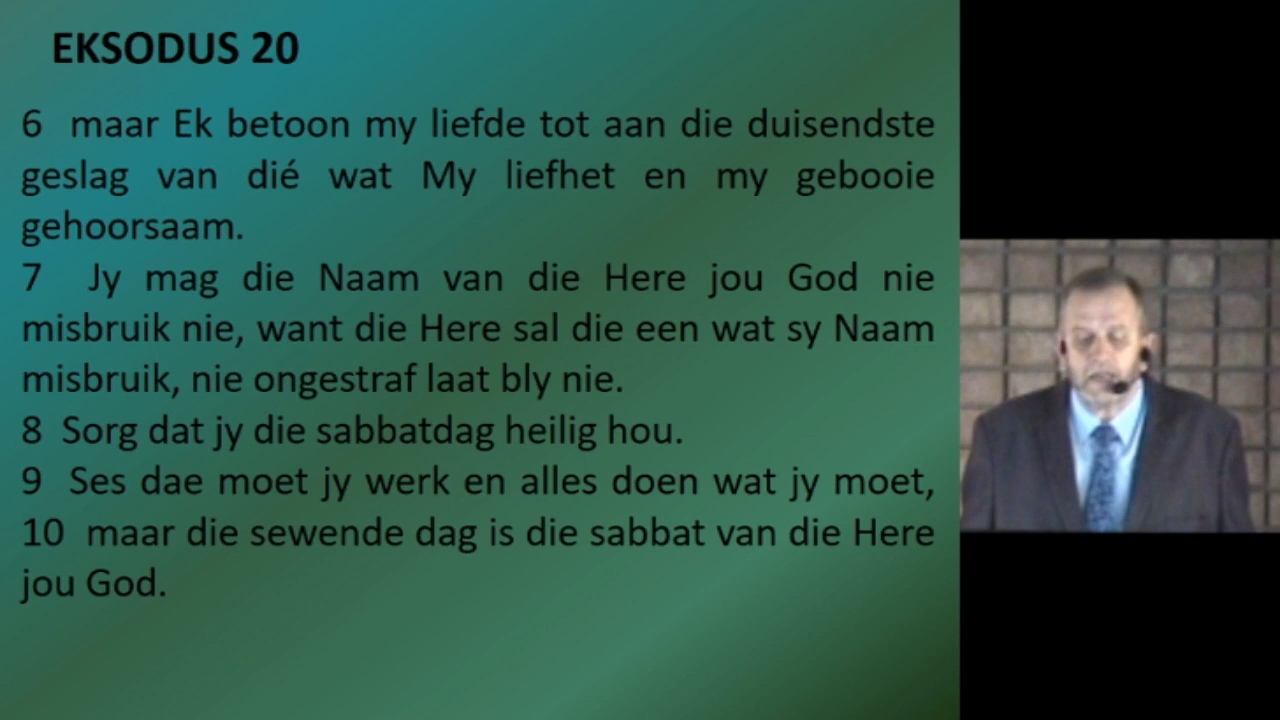 EKSODUS 20
6 maar Ek betoon my liefde tot aan die duisendste
geslag van dié wat My liefhet en my gebooie
gehoorsaam.
7 Jy mag die Naam van die Here jou God nie
misbruik nie, want die Here sal die een wat sy Naam
misbruik, nie ongestraf laat bly nie.
8 Sorg dat jy die sabbatdag heilig hou.
9 Ses dae moet jy werk en alles doen wat jy moet,
10 maar die sewende dag is die sabbat van die Here
jou God.